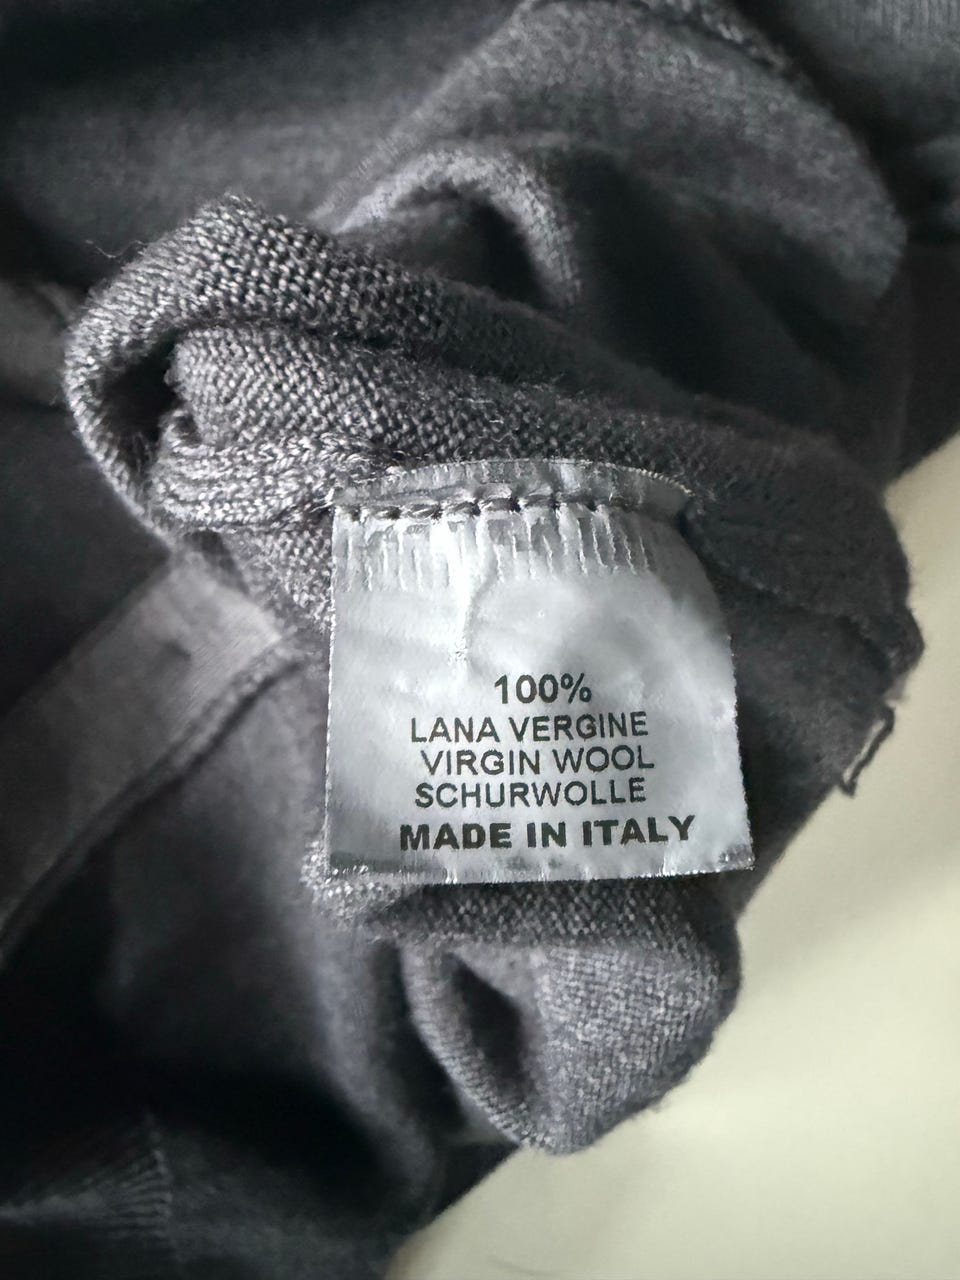 100%
LANA VERGINE
VIRGIN WOOL
SCHURWOLLE
MADE IN ITALY